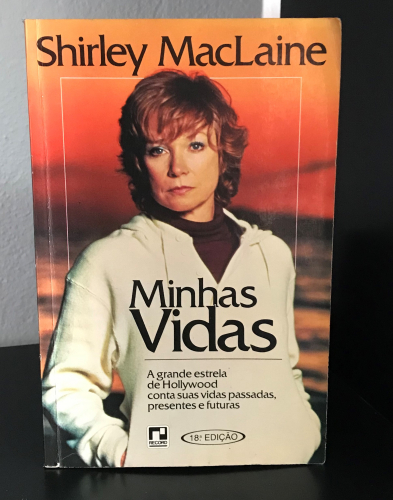 Shirley MacLaine
Minhas
Vidas
A grande estrela
de Hollywood
conta suas vidas passadas,
presentes e futuras
RECORD
18ª EDIÇÃO